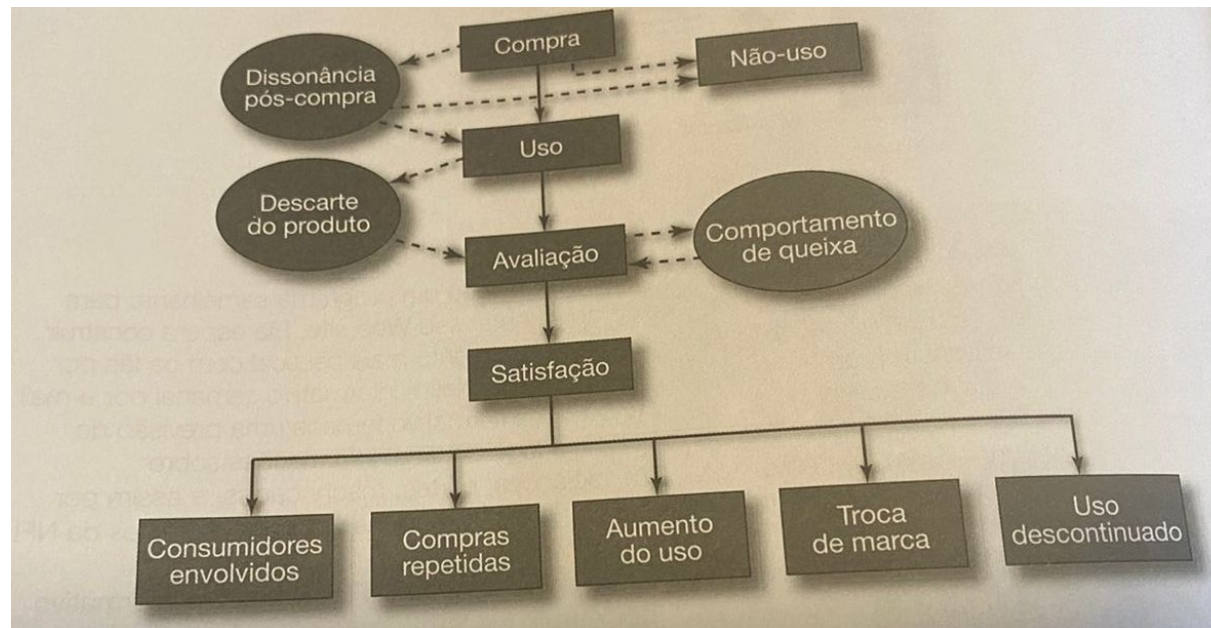 Compra
Não-uso
Dissonância
pós-compra
Uso
Descarte
do produto
Avaliação
Comportamento
de queixa
Satisfação
Consumidores
envolvidos
Compras
repetidas
Aumento
do uso
Troca
de marca
Uso
descontinuado